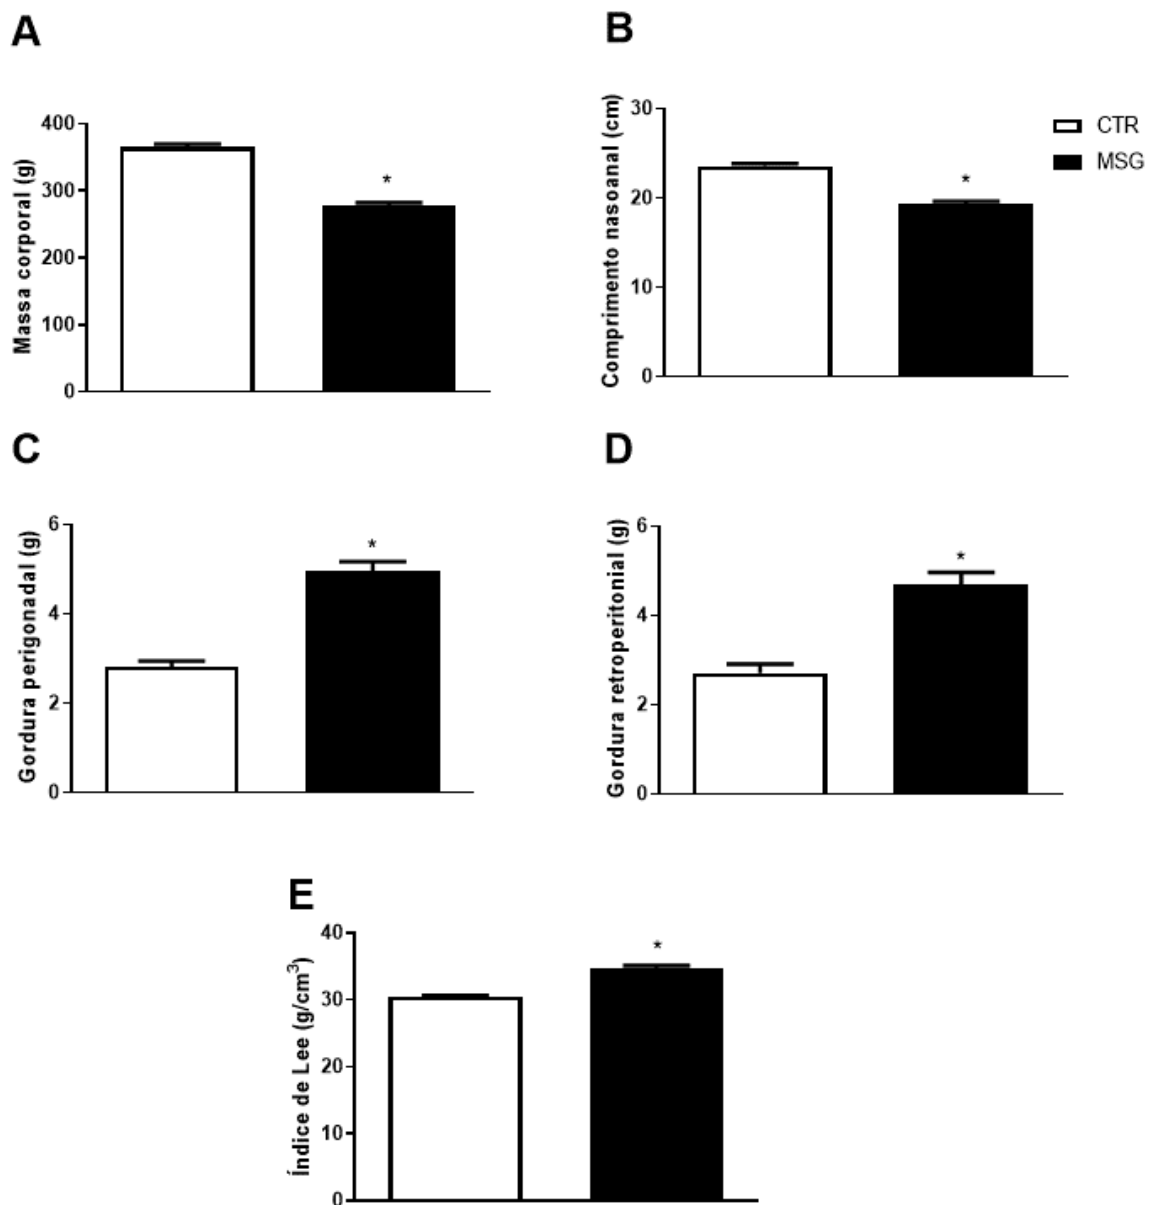 A
Massa corporal (g)
400
300
200
100
0
*
B
Comprimento nasoanal (cm)
30
20
10
0
*
CTR
MSG
C
Gordura perigonadal (g)
6
4
2
0
*
D
Gordura retroperitonial (g)
6
4
2
0
*
E
Índice de Lee (g/cm³)
40
30
20
10
0
*